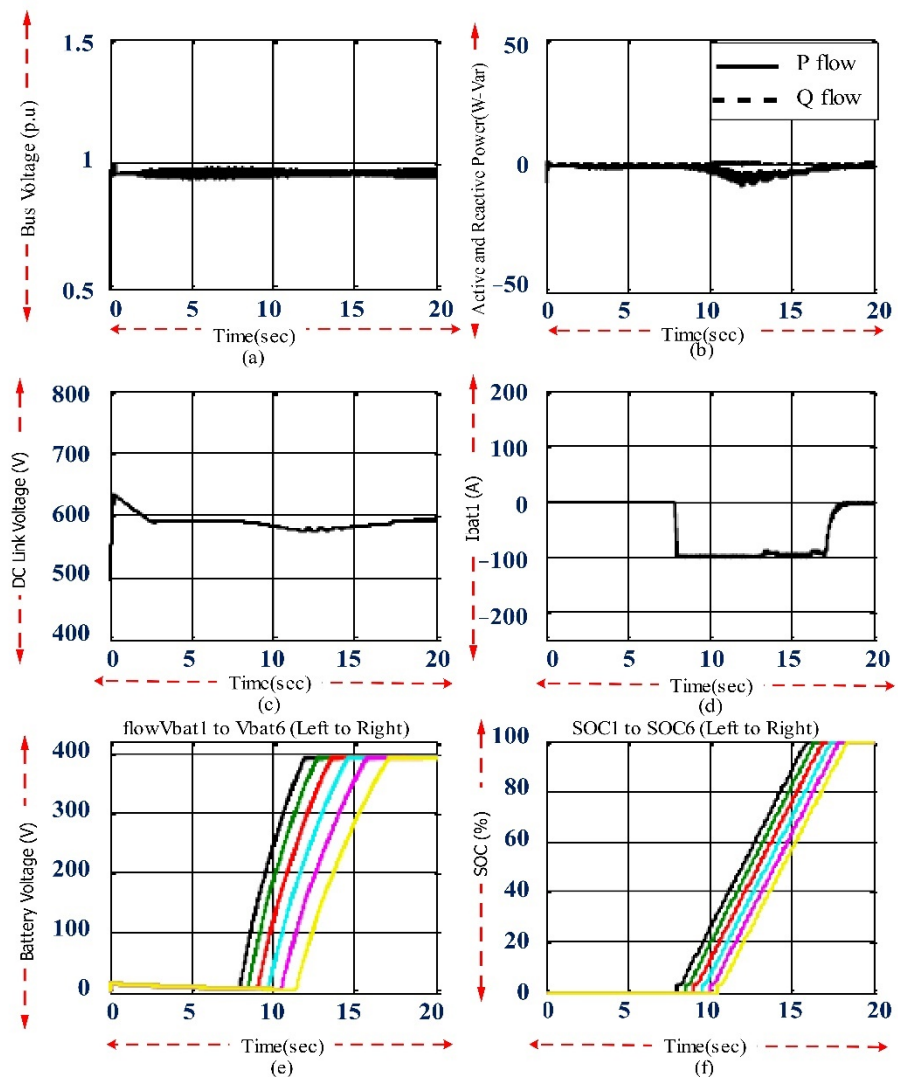 Bus Voltage (p.u)
1.5
1
0.5
0 5 10 15 20
Time(sec)
(a)
Active and Reactive Power(W-Var)
50
0
−50
P flow
Q flow
0 5 10 15 20
Time(sec)
(b)
DC Link Voltage (V)
800
700
600
500
400
0 5 10 15 20
Time(sec)
(c)
Ibat1 (A)
200
100
0
−100
−200
0 5 10 15 20
Time(sec)
(d)
flowVbat1 to Vbat6 (Left to Right)
Battery Voltage (V)
400
300
200
100
0
0 5 10 15 20
Time(sec)
(e)
SOC1 to SOC6 (Left to Right)
SOC (%)
100
80
60
40
20
0
0 5 10 15 20
Time(sec)
(f)